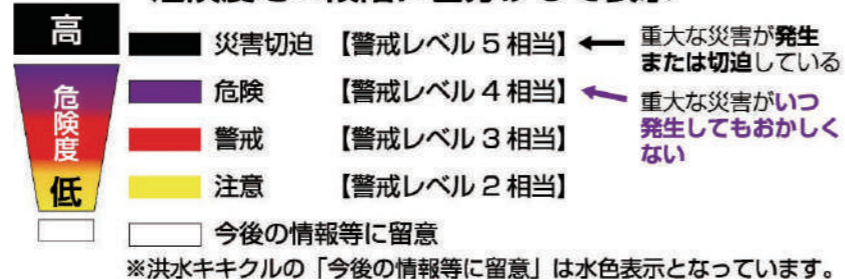 高
危険度
低
災害切迫 【警戒レベル5相当】
重大な災害が発生
または切迫している
危険 【警戒レベル4相当】
重大な災害がいつ
発生してもおかしく
ない
警戒 【警戒レベル3相当】
注意 【警戒レベル2相当】
今後の情報等に留意
※洪水キキクルの「今後の情報等に留意」は水色表示となっています。